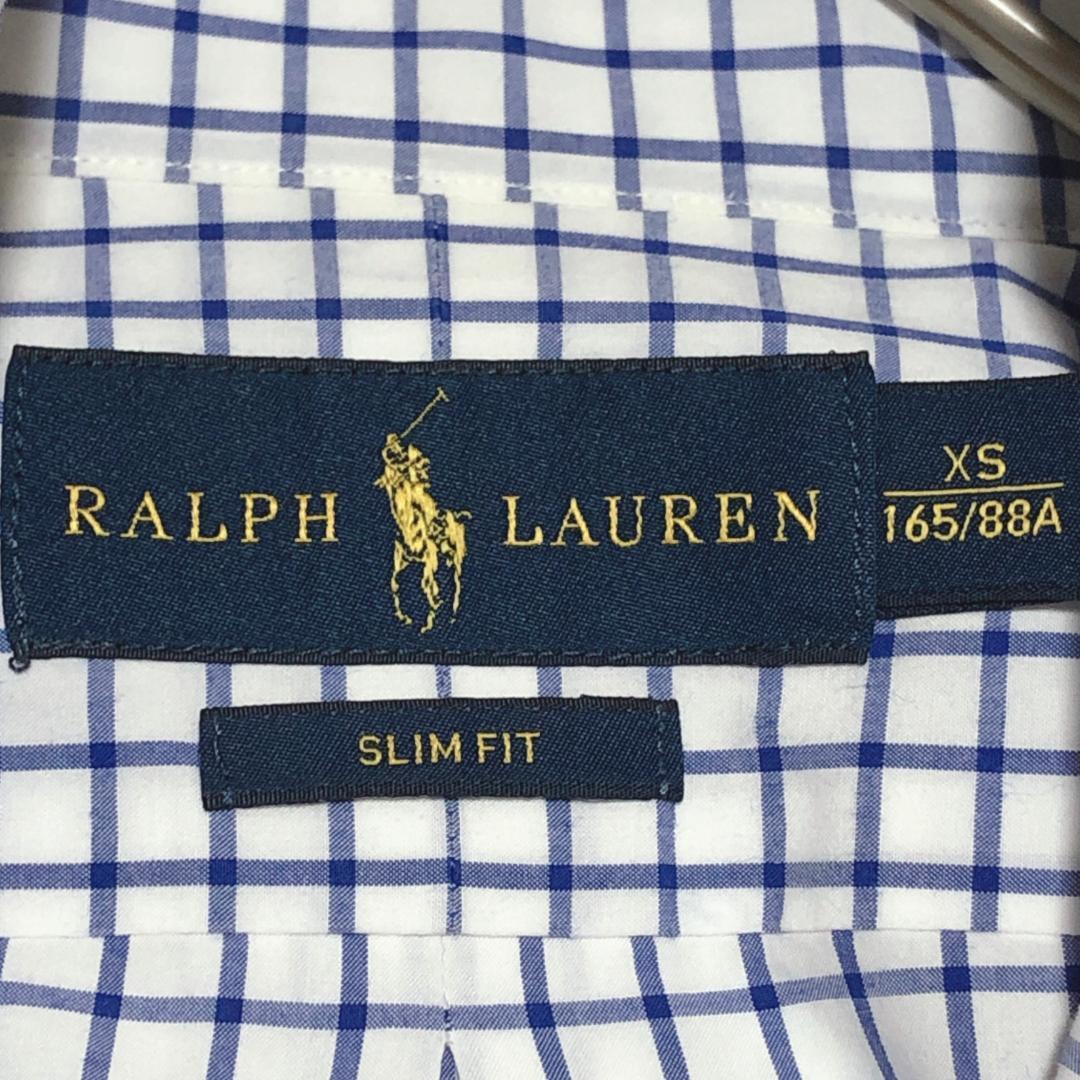 RALPH LAUREN
XS
165/88A
SLIM FIT